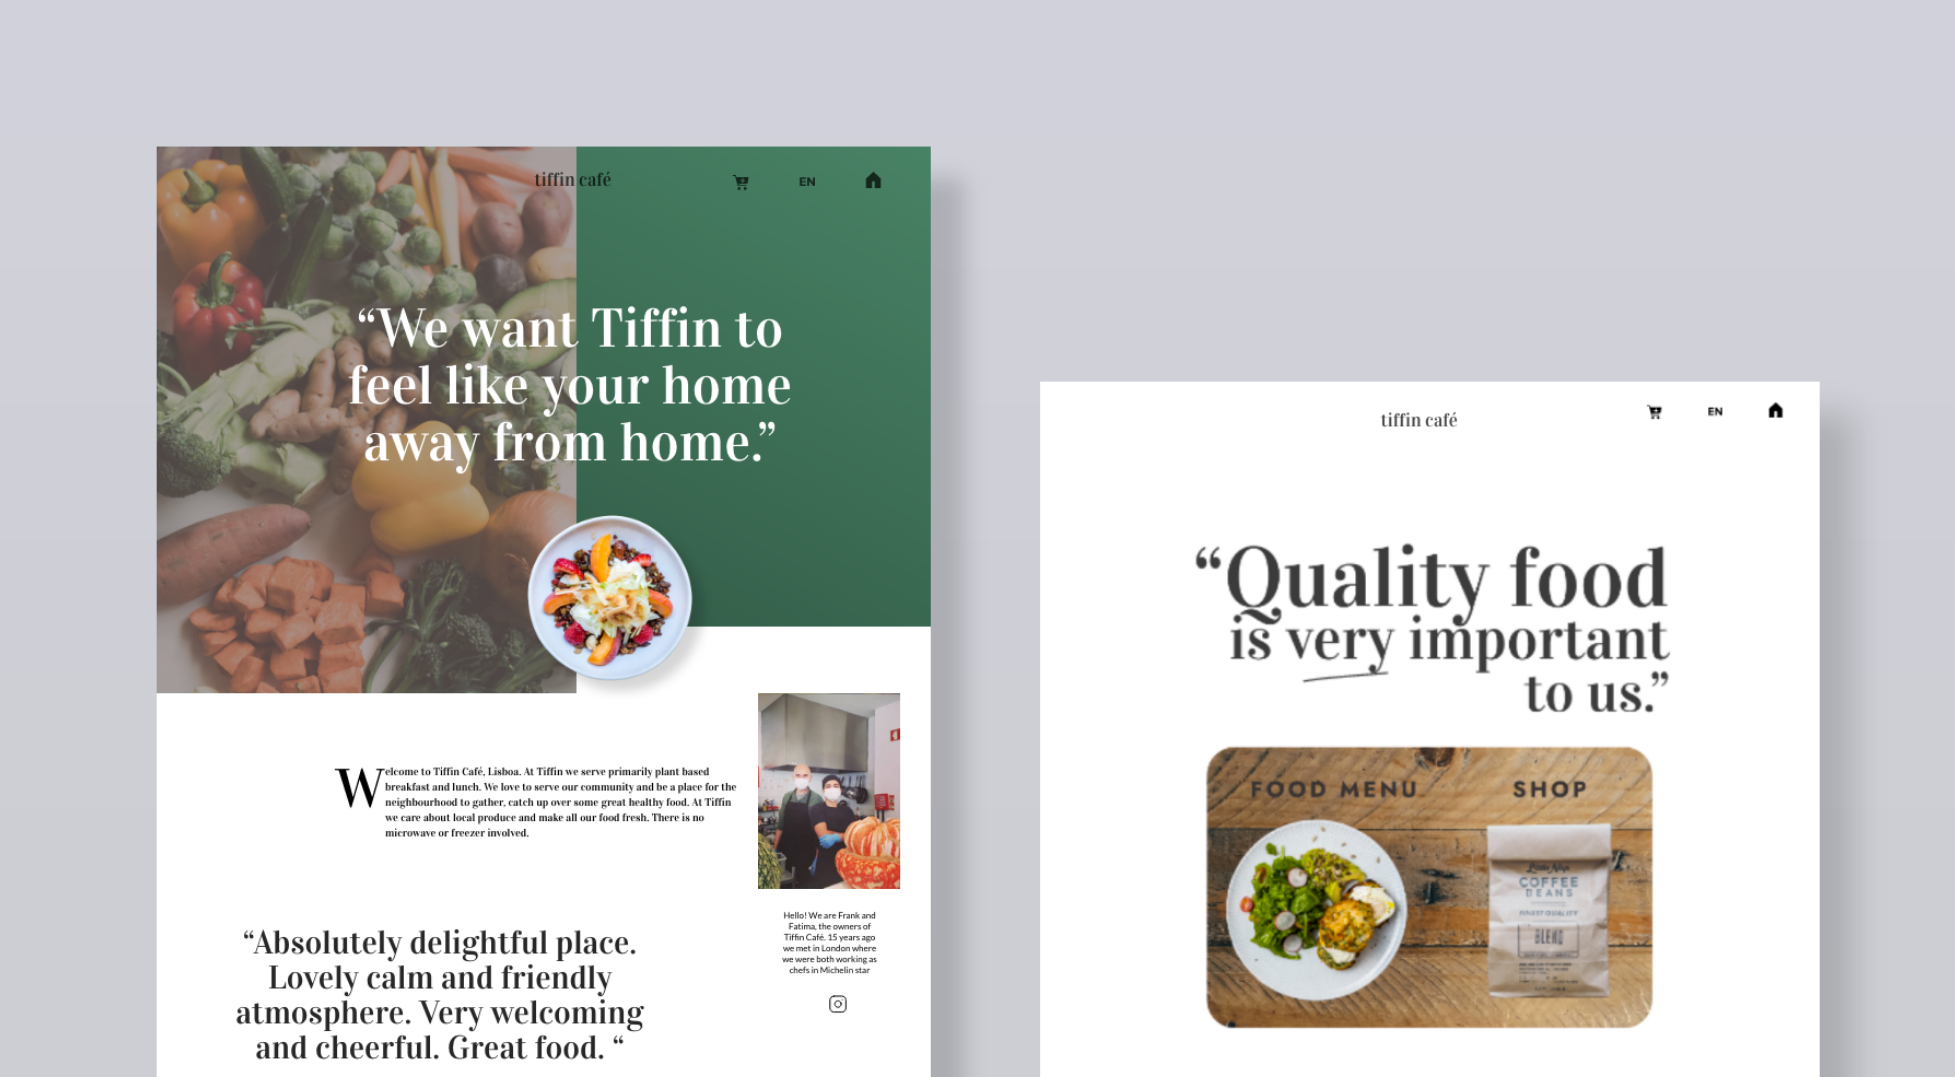 tiffin café
EN
“We want Tiffin to
feel like your home
away from home.”
Welcome to Tiffin Café, Lisboa. At Tiffin we serve primarily plant based
breakfast and lunch. We love to serve our community and be a place for the
neighbourhood to gather, catch up over some great healthy food. At Tiffin
we care about local produce and make all our food fresh. There is no
microwave or freezer involved.
Hello! We are Frank and
Fatima, the owners of
Tiffin Café. 15 years ago
we met in London where
we were both working as
chefs in Michelin star
“Absolutely delightful place.
Lovely calm and friendly
atmosphere. Very welcoming
and cheerful. Great food. “
tiffin café
EN
“Quality food
is very important
to us.”
FOOD MENU
SHOP
COFFEE
BEANS
FINEST QUALITY
BLEND